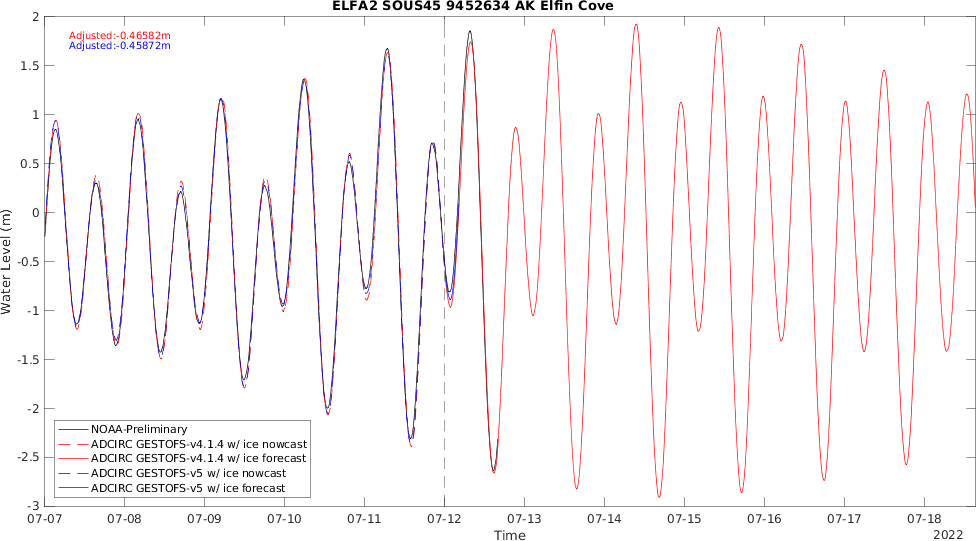 ELFA2 SOUS45 9452634 AK Elfin Cove
Adjusted:-0.46582m
Adjusted:-0.45872m
2
1.5
1
0.5
0
-0.5
-1
-1.5
-2
-2.5
-3
Water Level (m)
NOAA-Preliminary
ADCIRC GESTOFS-v4.1.4 w/ ice nowcast
ADCIRC GESTOFS-v4.1.4 w/ ice forecast
ADCIRC GESTOFS-v5 w/ ice nowcast
ADCIRC GESTOFS-v5 w/ ice forecast
07-07 07-08 07-09 07-10 07-11 07-12 07-13 07-14 07-15 07-16 07-17 07-18
Time
2022